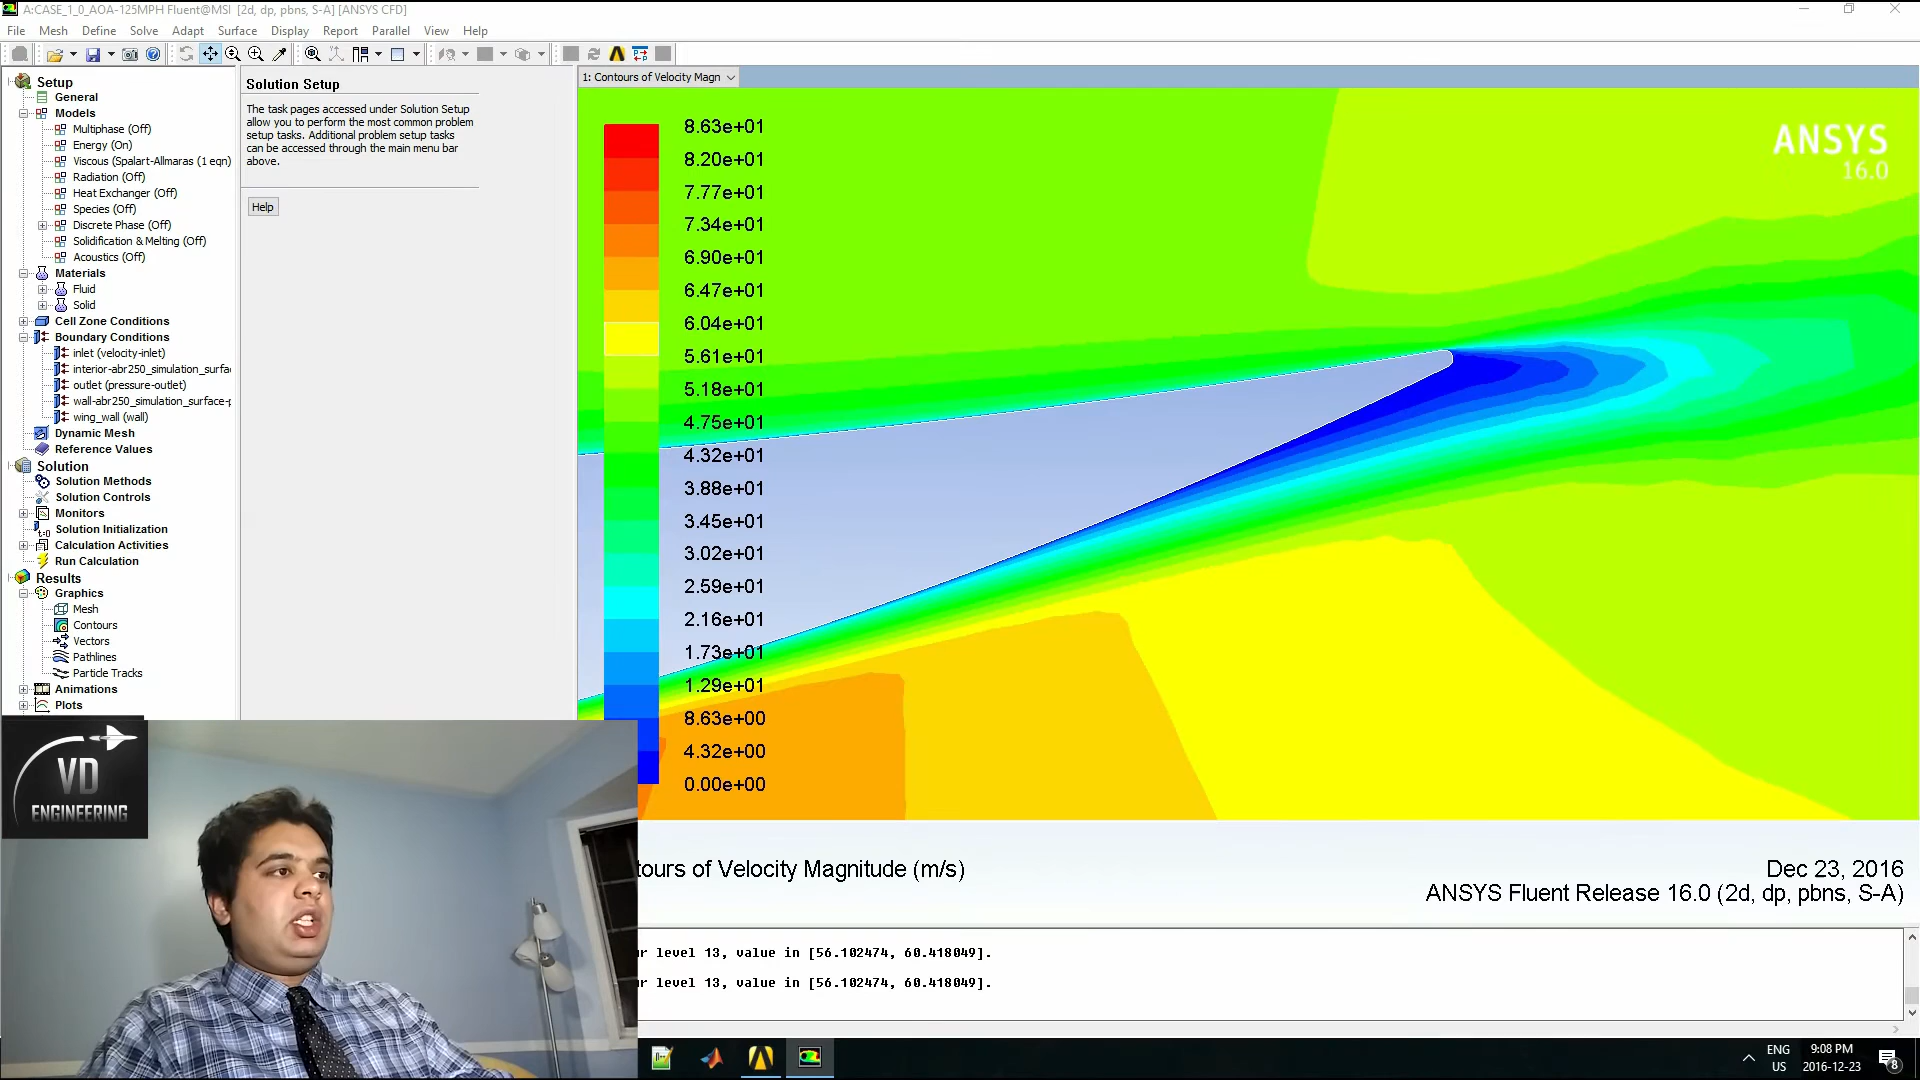 A:CASE_1_0_AOA-125MPH Fluent@MSI [2d, dp, pbns, S-A] [ANSYS CFD]
File Mesh Define Solve Adapt Surface Display Report Parallel View Help
Setup
General
Models
Multiphase (Off)
Energy (On)
Viscous (Spalart-Allmaras (1 eqn)
Radiation (Off)
Heat Exchanger (Off)
Species (Off)
Discrete Phase (Off)
Solidification & Melting (Off)
Acoustics (Off)
Materials
Fluid
Solid
Cell Zone Conditions
Boundary Conditions
inlet (velocity-inlet)
interior-abr250_simulation_surfa
outlet (pressure-outlet)
wall-abr250_simulation_surface-p
wing_wall (wall)
Dynamic Mesh
Reference Values
Solution
Solution Methods
Solution Controls
Monitors
Solution Initialization
Calculation Activities
Run Calculation
Results
Graphics
Mesh
Contours
Vectors
Pathlines
Particle Tracks
Animations
Plots
Solution Setup
The task pages accessed under Solution Setup
allow you to perform the most common problem
setup tasks. Additional problem setup tasks
can be accessed through the main menu bar
above.
Help
1: Contours of Velocity Magn
8.63e+01
8.20e+01
7.77e+01
7.34e+01
6.90e+01
6.47e+01
6.04e+01
5.61e+01
5.18e+01
4.75e+01
4.32e+01
3.88e+01
3.45e+01
3.02e+01
2.59e+01
2.16e+01
1.73e+01
1.29e+01
8.63e+00
4.32e+00
0.00e+00
ANSYS
16.0
tours of Velocity Magnitude (m/s)
Dec 23, 2016
ANSYS Fluent Release 16.0 (2d, dp, pbns, S-A)
ur level 13, value in [56.102474, 60.418049].
ur level 13, value in [56.102474, 60.418049].
VD
ENGINEERING
ENG
US
9:08 PM
2016-12-23
8